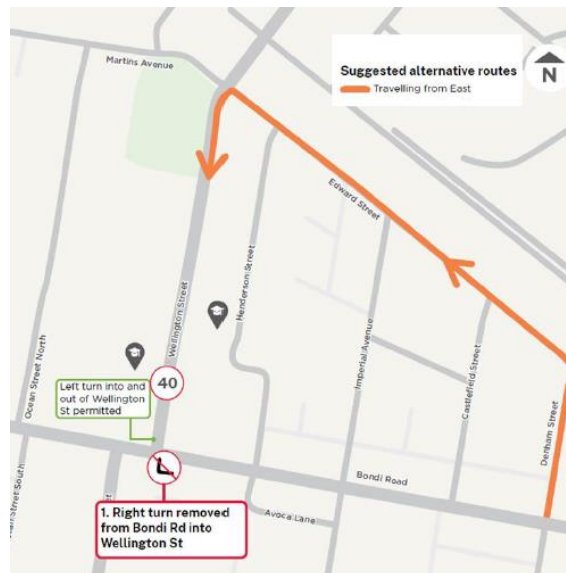 Martins Avenue
Suggested alternative routes
Travelling from East
N
Edward Street
Henderson Street
Wellington Street
Imperial Avenue
Castlefield Street
Denham Street
Ocean Street North
40
Left turn into and
out of Wellington
St permitted
Bondi Road
1. Right turn removed
from Bondi Rd into
Wellington St
Avoca Lane
Street South